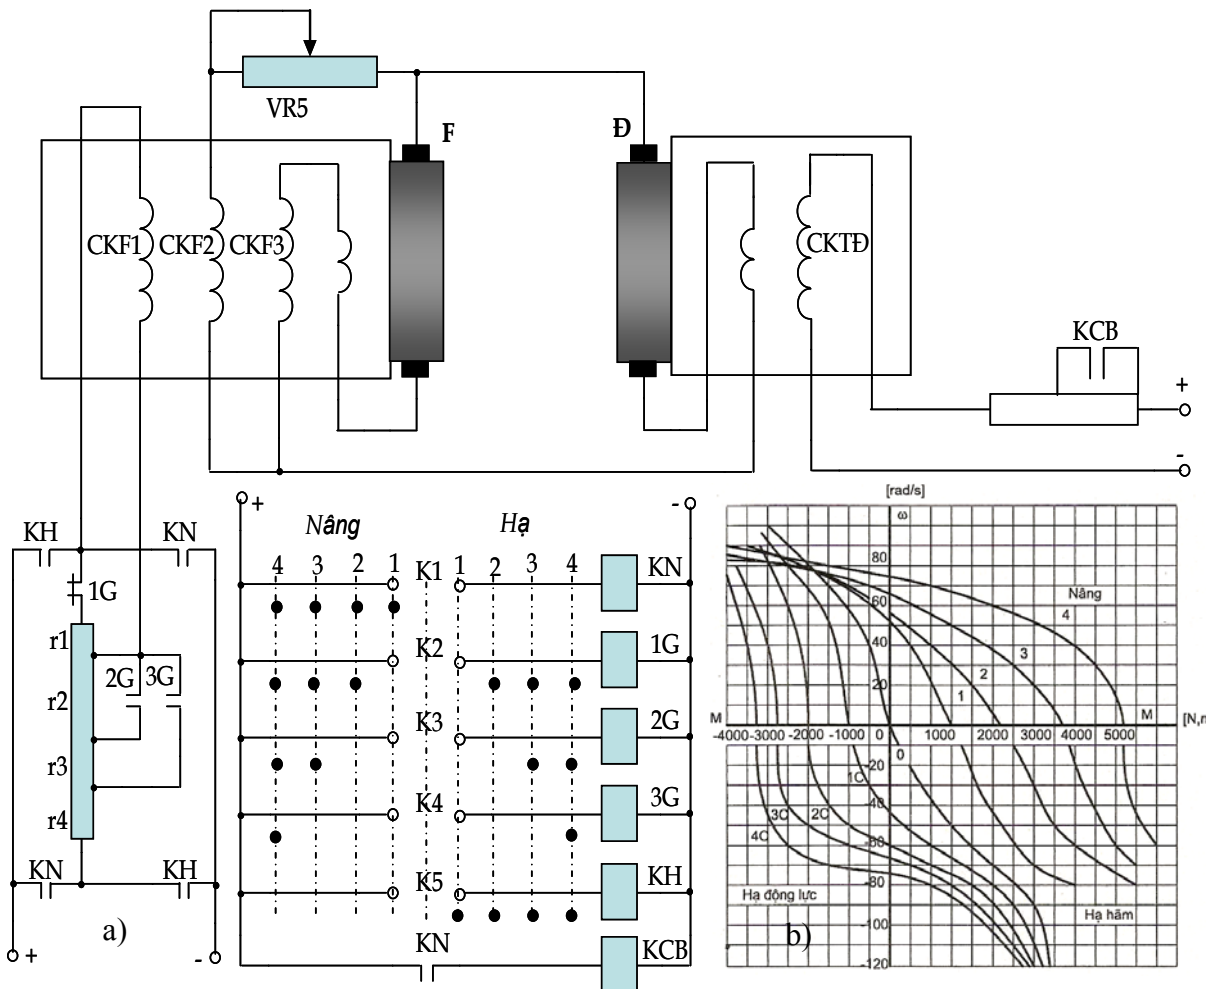 VR5
F
Đ
CKF1 CKF2 CKF3
CKTĐ
KCB
+
-
KH KN
1G
r1
2G 3G
r2
r3
r4
KN KH
a)
+ -
+ -
Nâng Hạ
4 3 2 1 K1 1 2 3 4 KN
K2 1G
K3 2G
K4 3G
K5 KH
KN KCB
[rad/s]
ω
80
60
40
20
Nâng
4
3
2
1
M M
-4000 -3000 -2000 -1000 0 1000 2000 3000 4000 5000 [N,m
0
-20
1C
-40
3C 2C
4C
-60
-80
Hạ động lực
Hạ hãm
-100
b)
-120